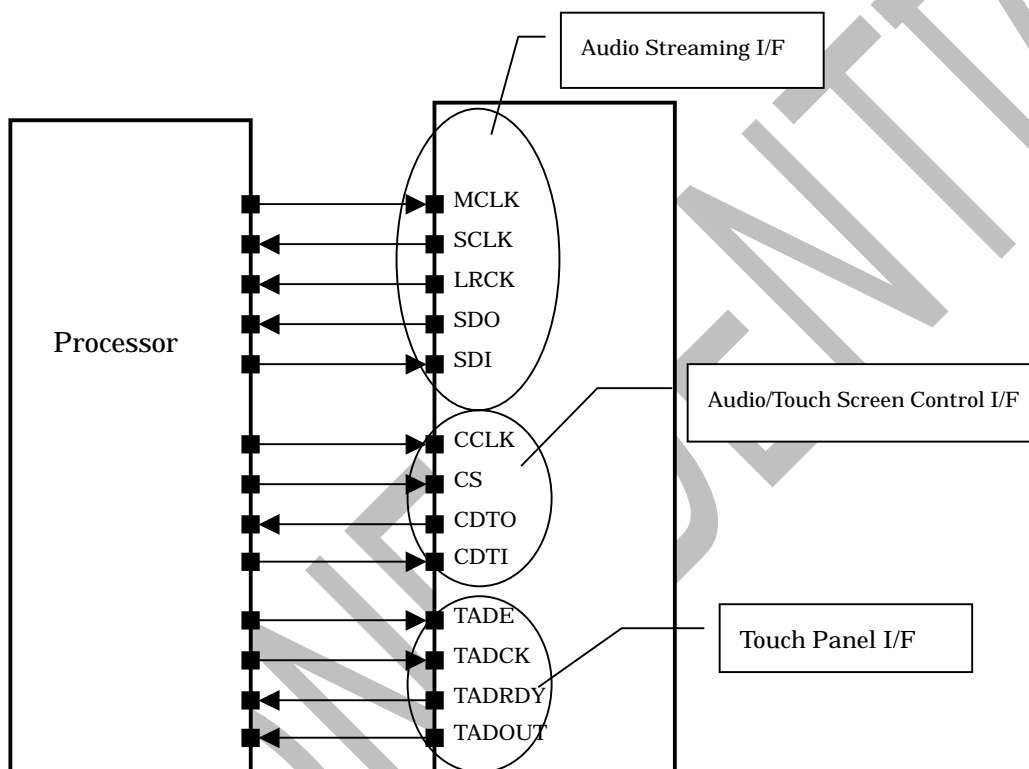 Audio Streaming I/F
MCLK
SCLK
LRCK
SDO
SDI
Processor
Audio/Touch Screen Control I/F
CCLK
CS
CDTO
CDTI
TADE
TADCK
TADRDY
TADOUT
Touch Panel I/F